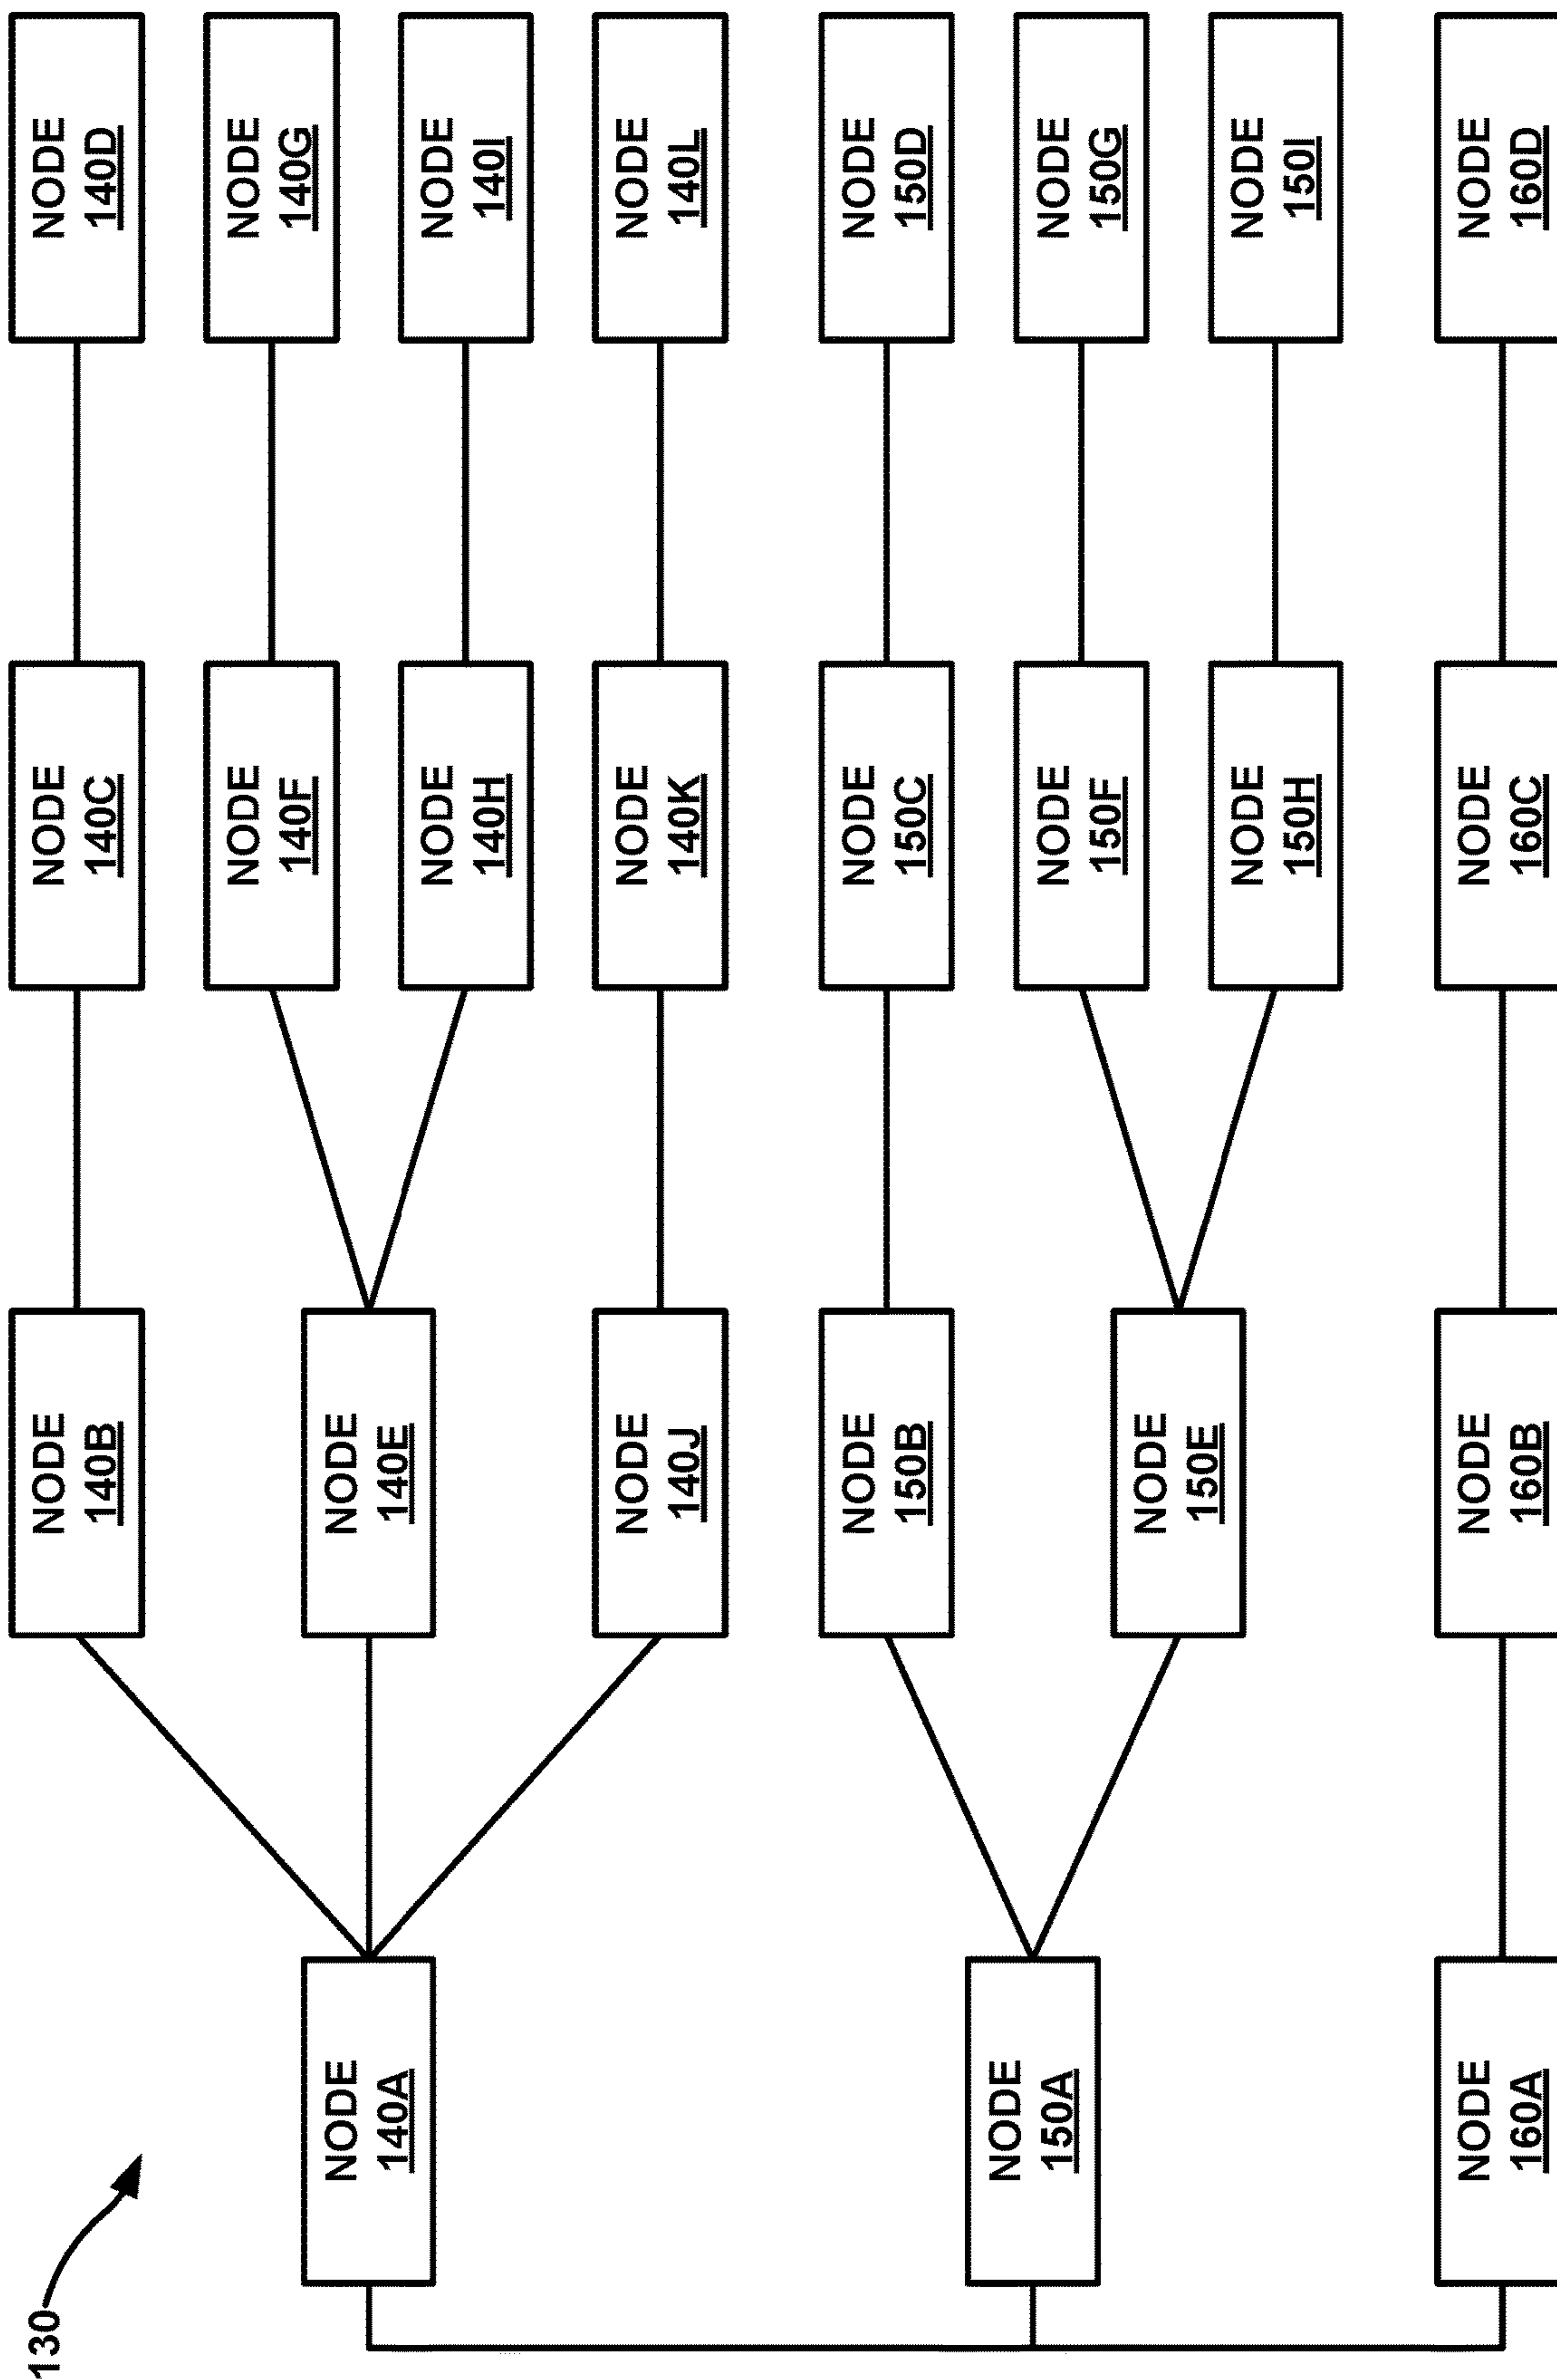 130
NODE
140B
NODE
140C
NODE
140D
NODE
140F
NODE
140G
NODE
140A
NODE
140E
NODE
140H
NODE
140I
NODE
140J
NODE
140K
NODE
140L
NODE
150B
NODE
150C
NODE
150D
NODE
150A
NODE
150F
NODE
150G
NODE
150E
NODE
150H
NODE
150I
NODE
160A
NODE
160B
NODE
160C
NODE
160D